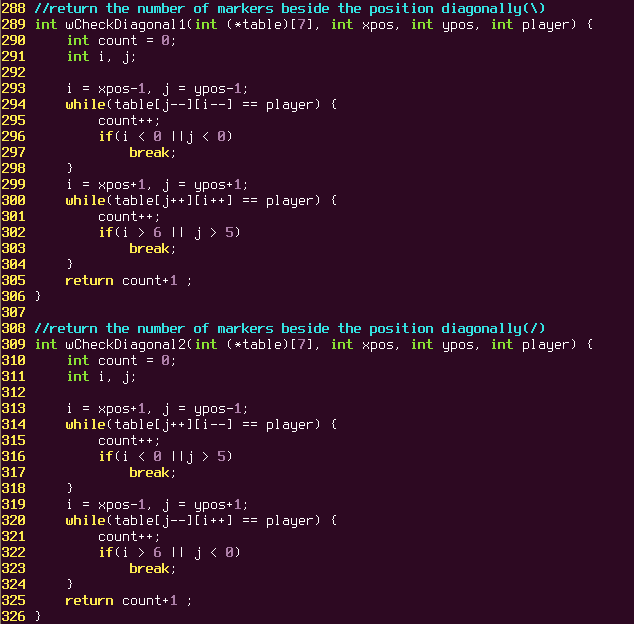 288 //return the number of markers beside the position diagonally(\)
289 int wCheckDiagonal1(int (*table)[7], int xpos, int ypos, int player) {
290     int count = 0;
291     int i, j;
292
293     i = xpos-1, j = ypos-1;
294     while(table[j--][i--] == player) {
295         count++;
296         if(i < 0 ||j < 0)
297             break;
298     }
299     i = xpos+1, j = ypos+1;
300     while(table[j++][i++] == player) {
301         count++;
302         if(i > 6 || j > 5)
303             break;
304     }
305     return count+1 ;
306 }
307
308 //return the number of markers beside the position diagonally(/)
309 int wCheckDiagonal2(int (*table)[7], int xpos, int ypos, int player) {
310     int count = 0;
311     int i, j;
312
313     i = xpos+1, j = ypos-1;
314     while(table[j++][i--] == player) {
315         count++;
316         if(i < 0 ||j > 5)
317             break;
318     }
319     i = xpos-1, j = ypos+1;
320     while(table[j--][i++] == player) {
321         count++;
322         if(i > 6 || j < 0)
323             break;
324     }
325     return count+1 ;
326 }